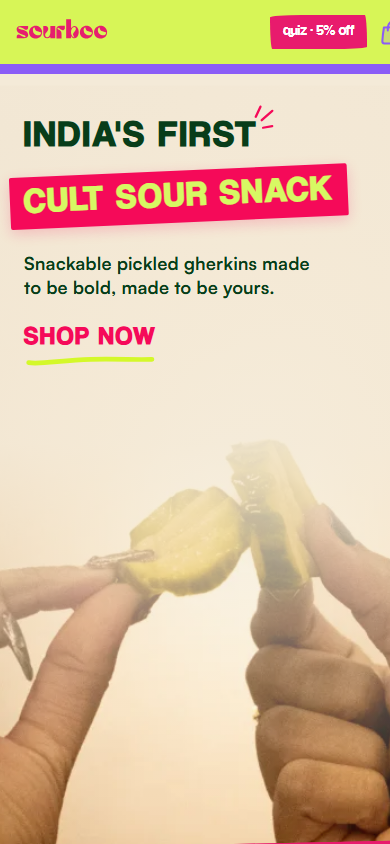 sourboo
quiz - 5% off
INDIA'S FIRST
CULT SOUR SNACK
Snackable pickled gherkins made
to be bold, made to be yours.
SHOP NOW